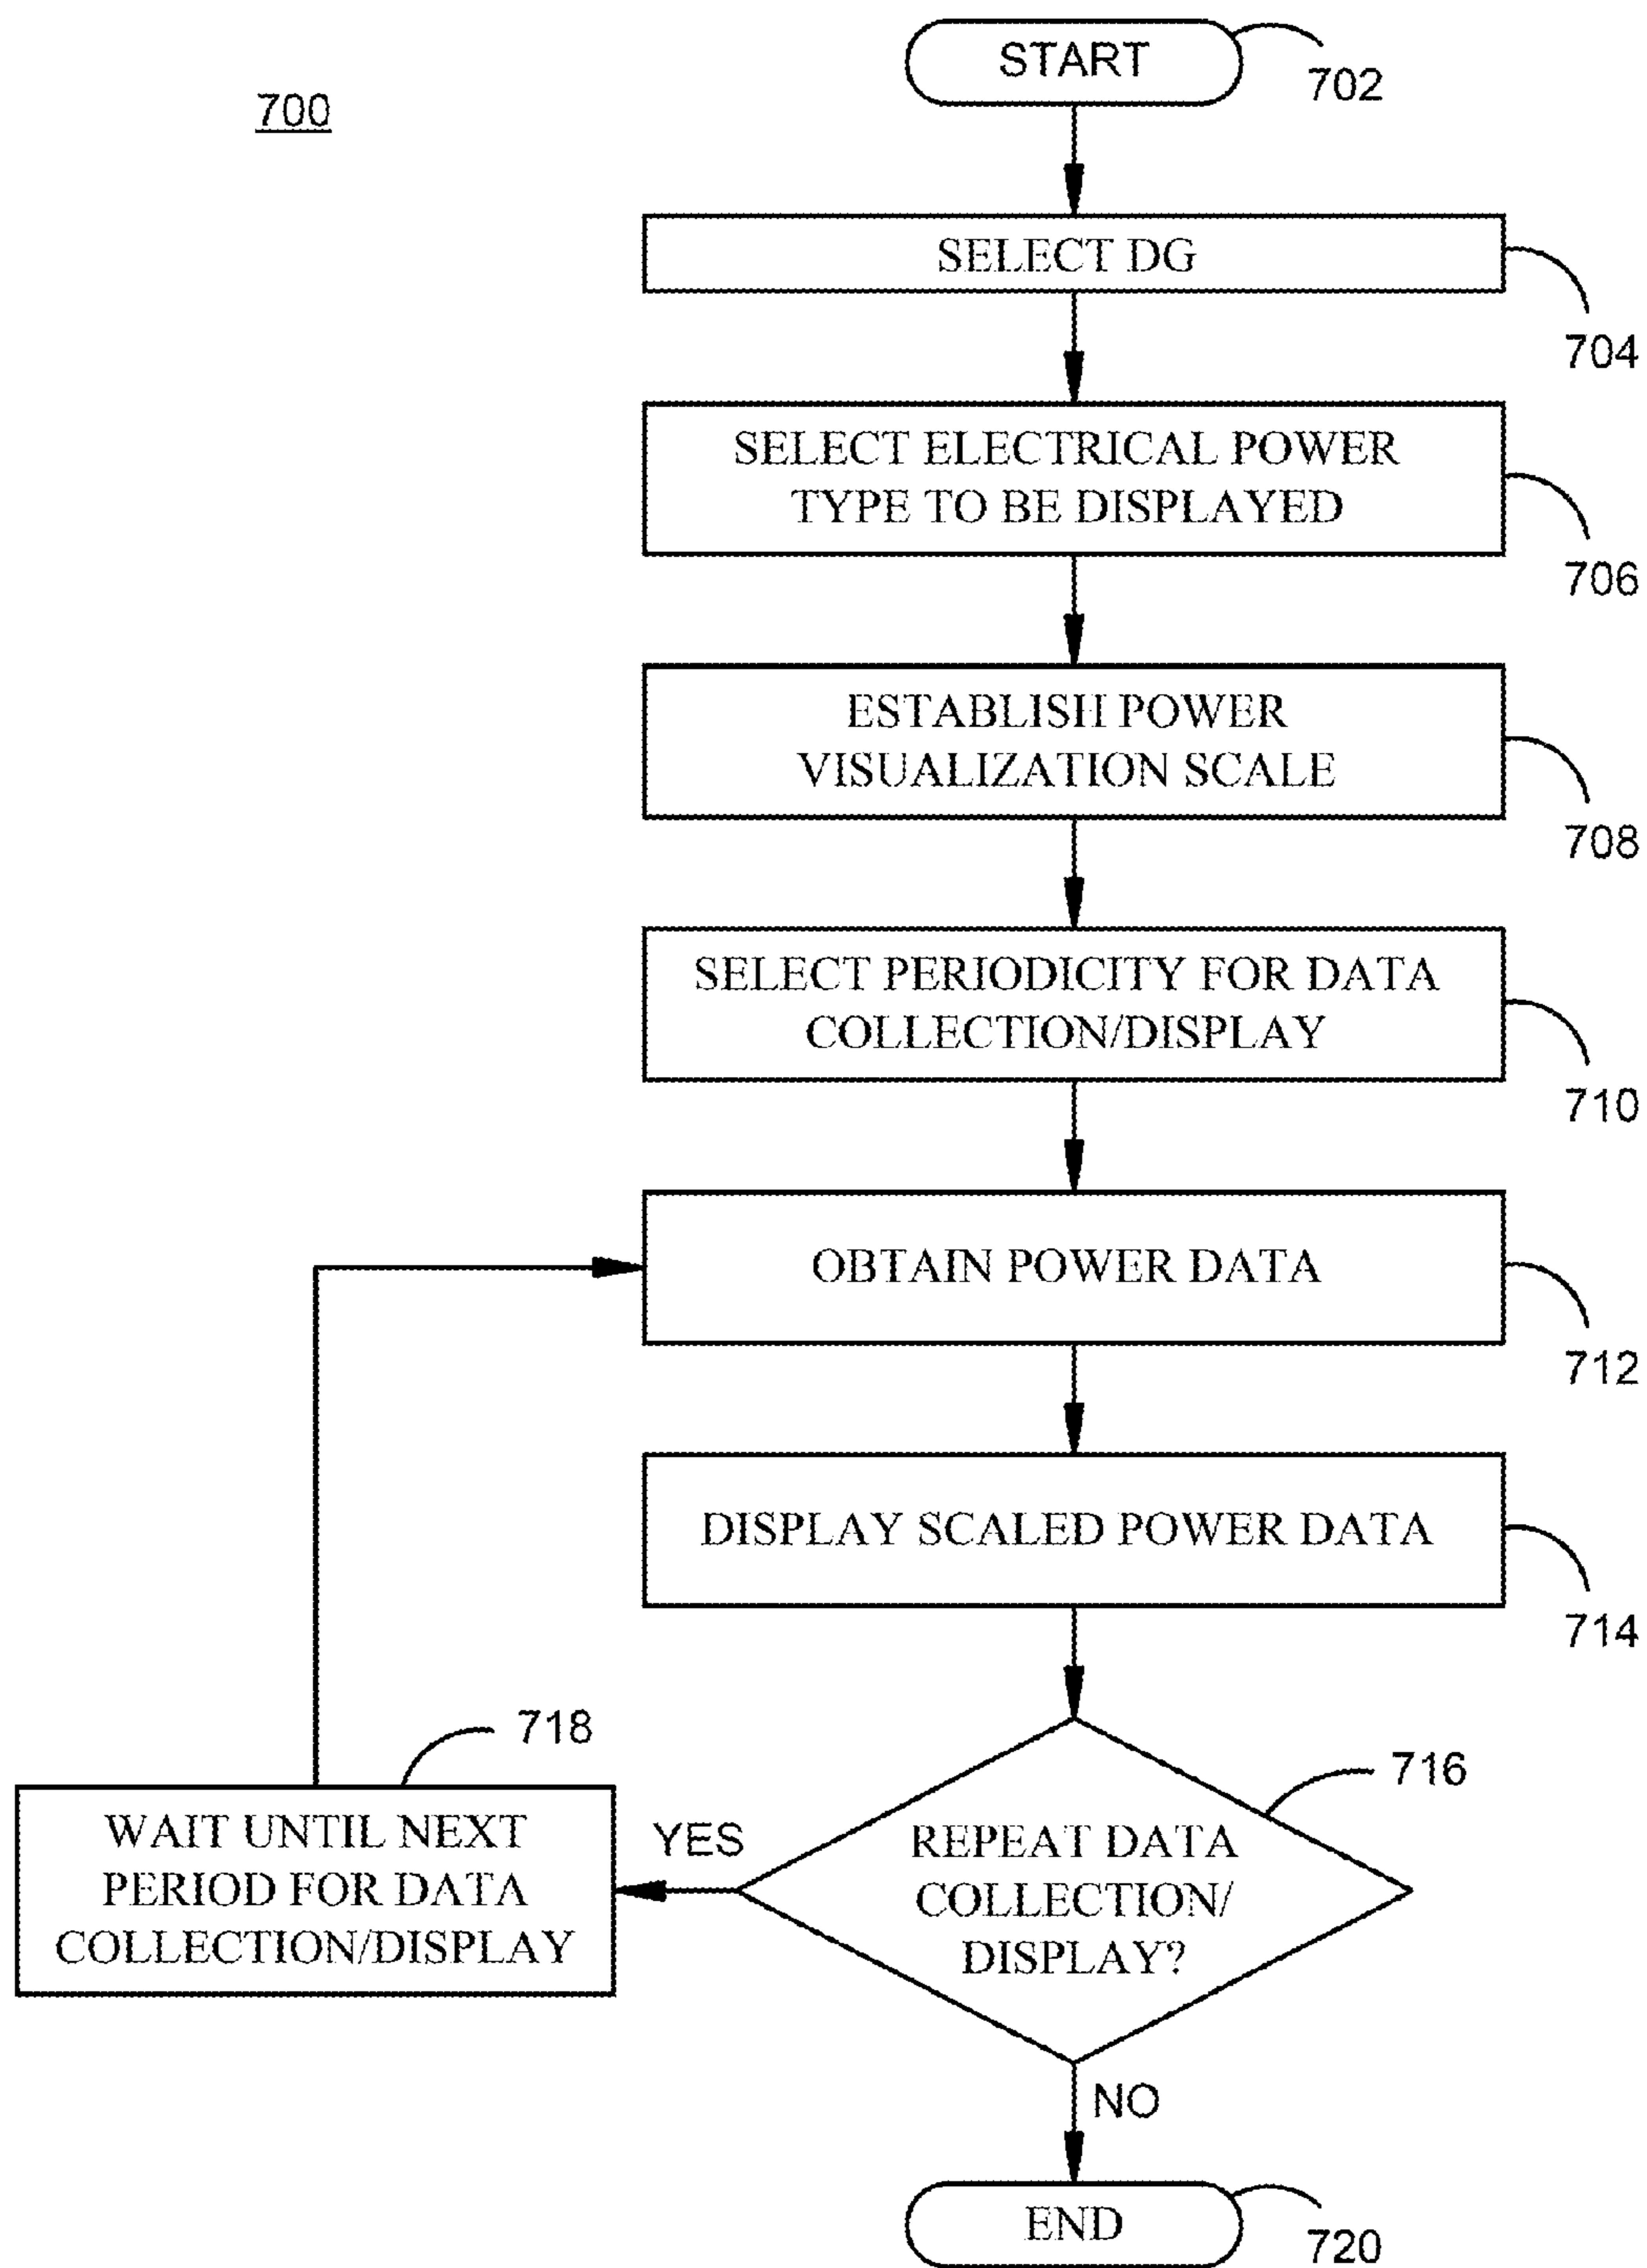 700
START
702
SELECT DG
704
SELECT ELECTRICAL POWER
TYPE TO BE DISPLAYED
706
ESTABLISH POWER
VISUALIZATION SCALE
708
SELECT PERIODICITY FOR DATA
COLLECTION/DISPLAY
710
OBTAIN POWER DATA
712
DISPLAY SCALED POWER DATA
714
718
WAIT UNTIL NEXT
PERIOD FOR DATA
COLLECTION/DISPLAY
YES
716
REPEAT DATA
COLLECTION/
DISPLAY?
NO
END
720